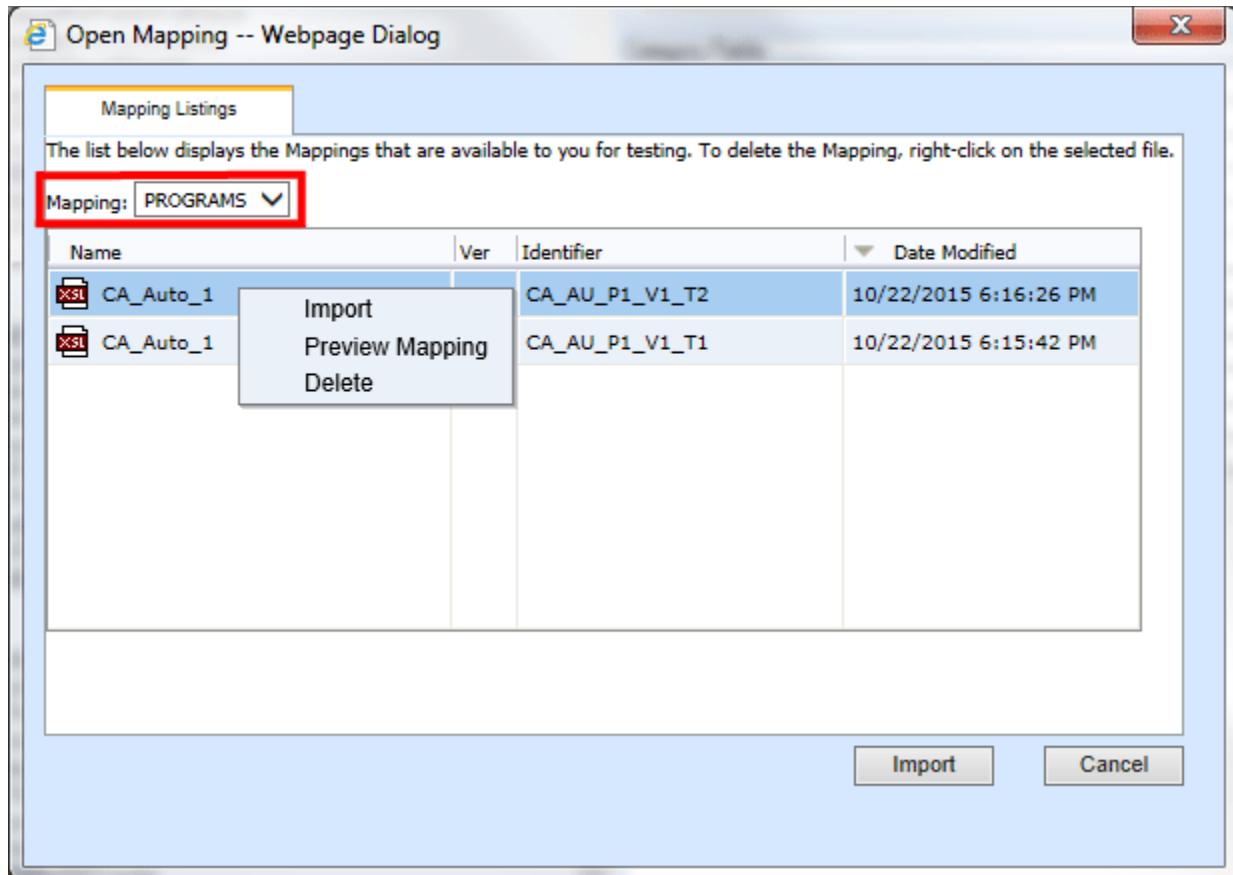 Open Mapping -- Webpage Dialog
Mapping Listings
The list below displays the Mappings that are available to you for testing. To delete the Mapping, right-click on the selected file.
Mapping: PROGRAMS
Name Ver Identifier Date Modified
XSL CA_Auto_1 CA_AU_P1_V1_T2 10/22/2015 6:16:26 PM
XSL CA_Auto_1 CA_AU_P1_V1_T1 10/22/2015 6:15:42 PM
Import
Preview Mapping
Delete
Import Cancel